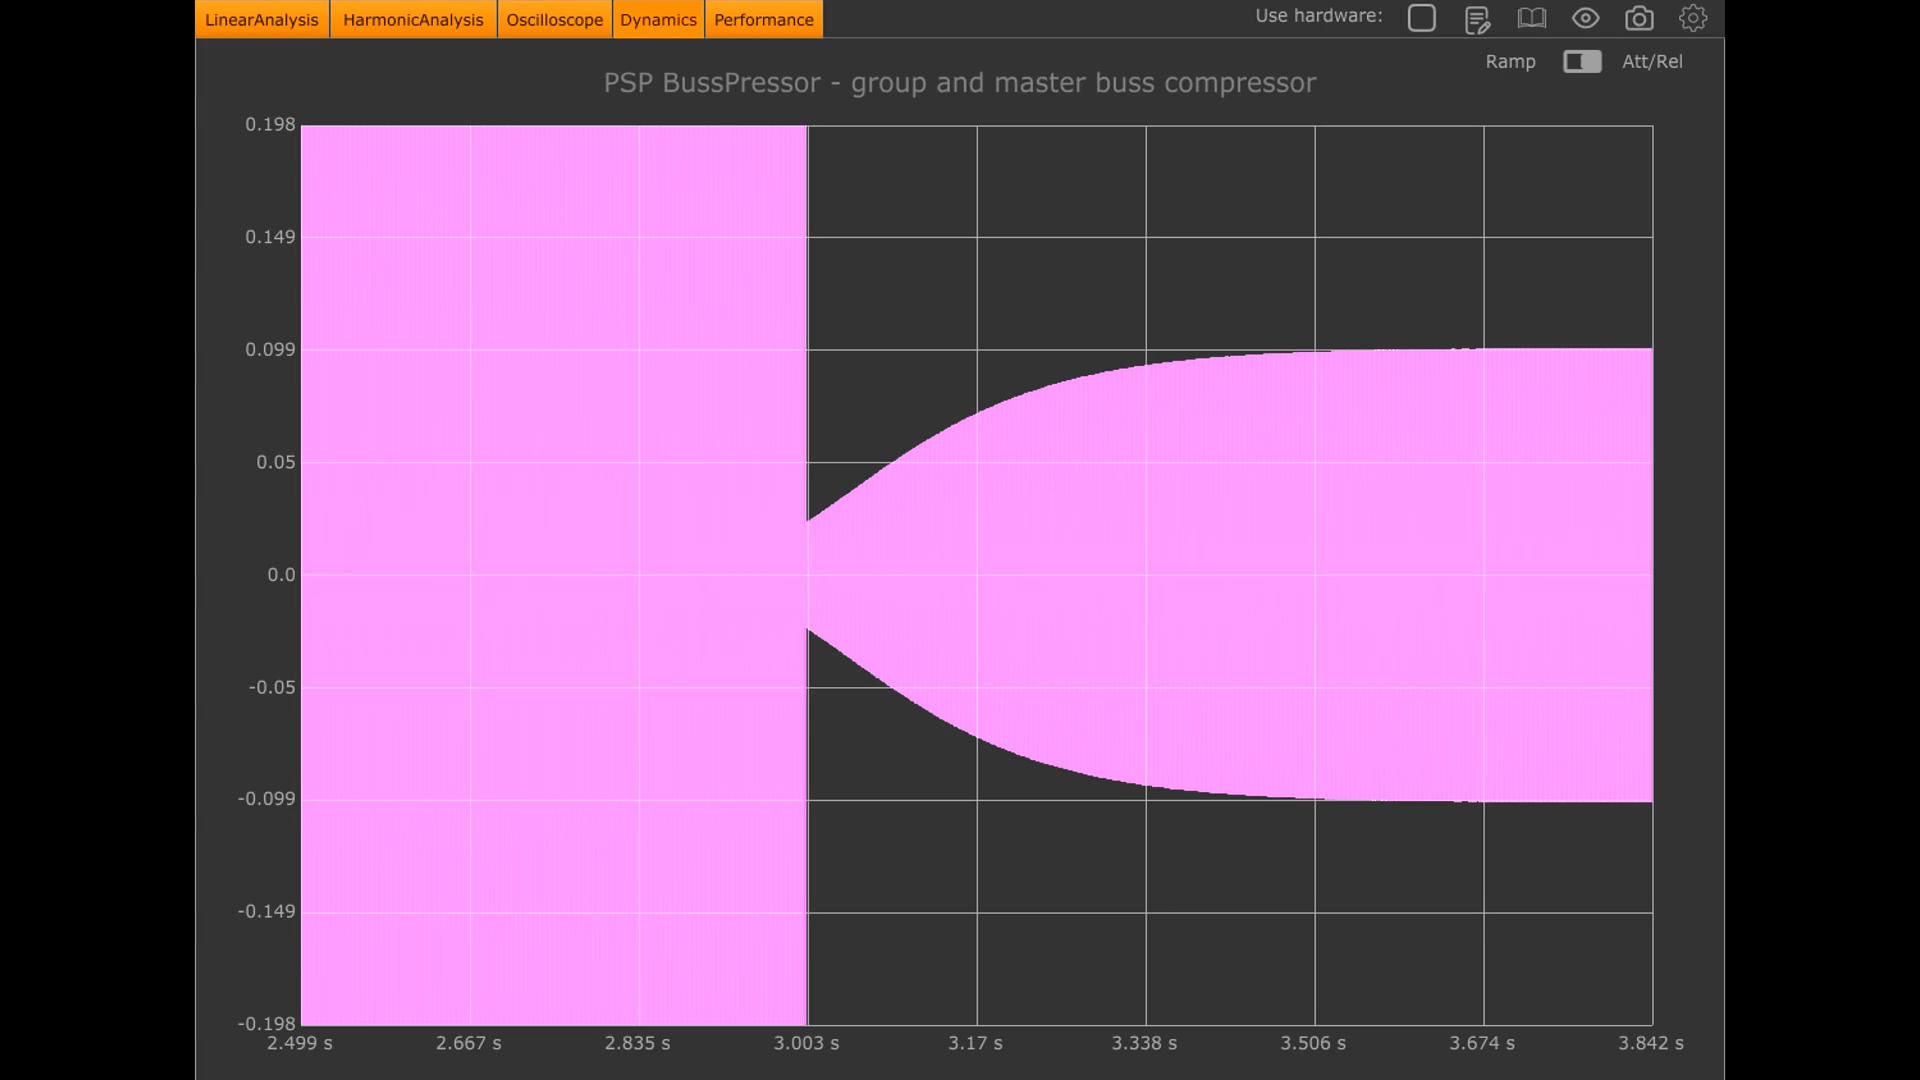 LinearAnalysis HarmonicAnalysis Oscilloscope Dynamics Performance Use hardware:
Ramp Att/Rel
PSP BussPressor - group and master buss compressor
0.198
0.149
0.099
0.05
0.0
-0.05
-0.099
-0.149
-0.198
2.499 s 2.667 s 2.835 s 3.003 s 3.17 s 3.338 s 3.506 s 3.674 s 3.842 s